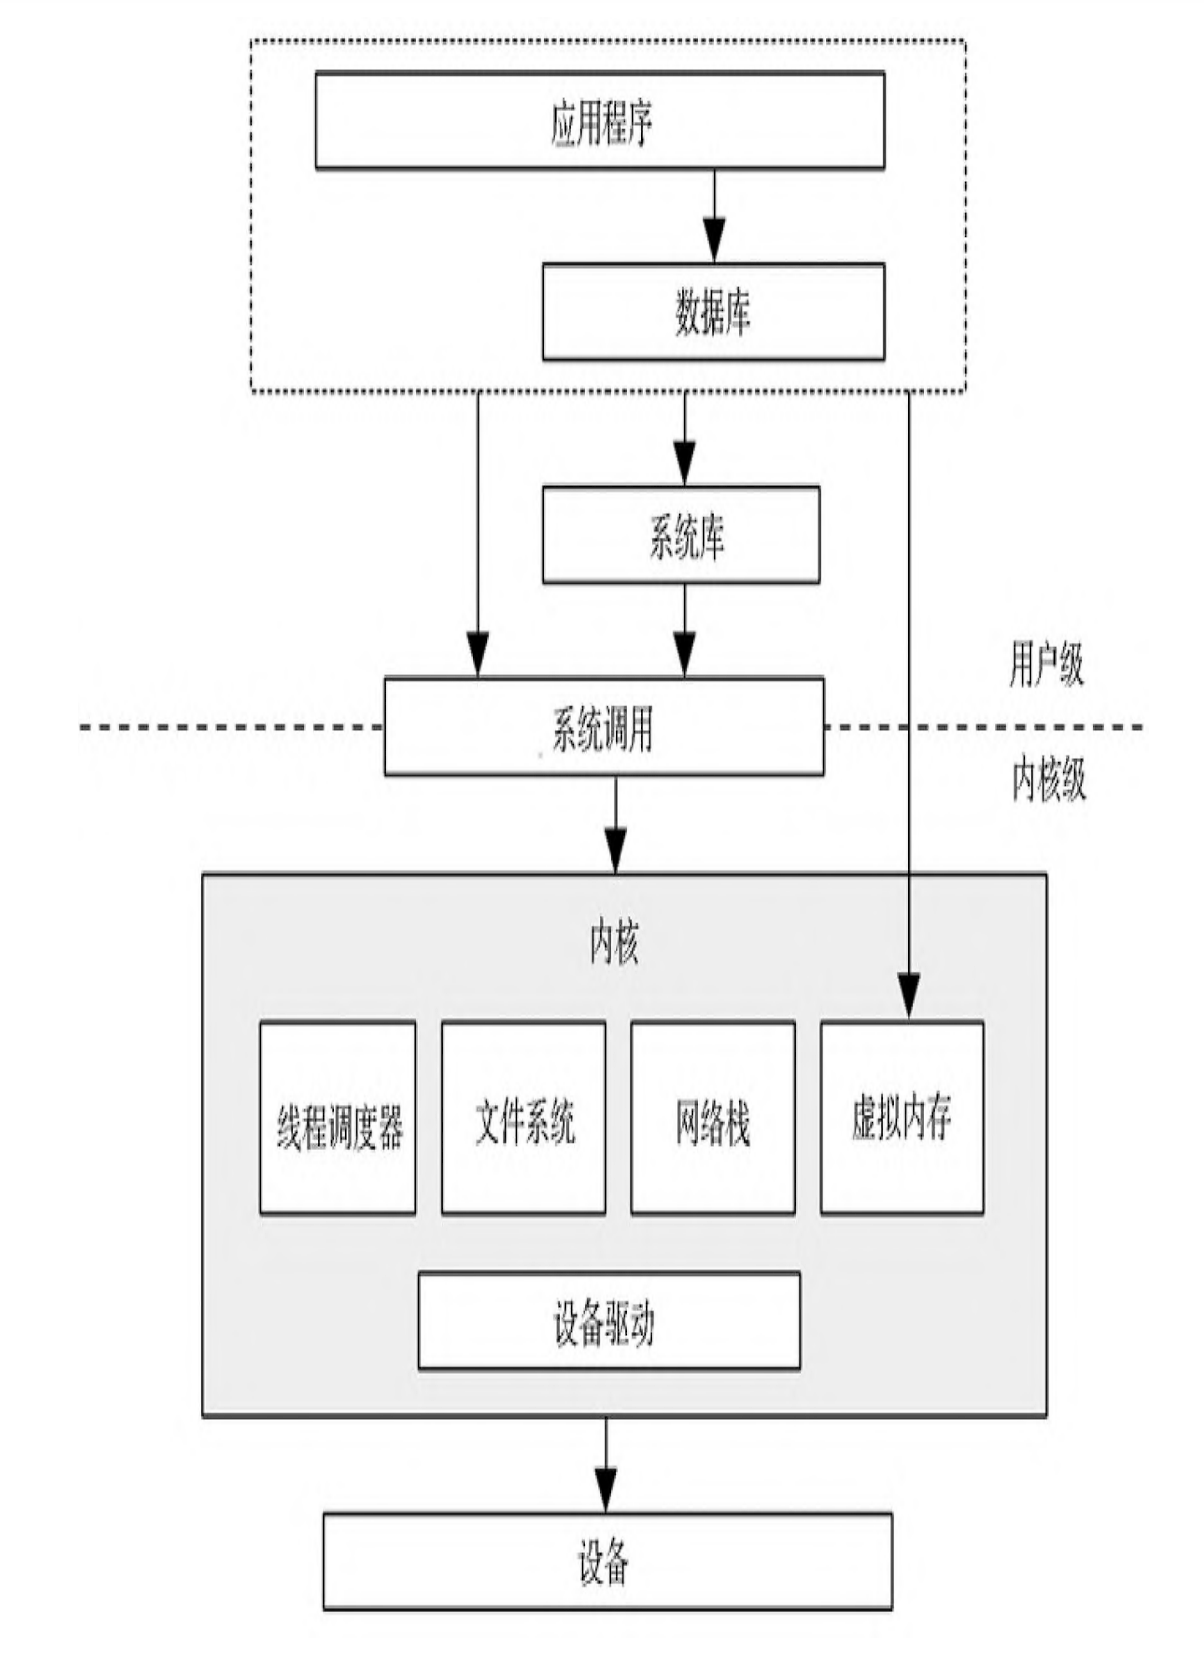 应用程序
数据库
系统库
用户级
系统调用
内核级
内核
线程调度器
文件系统
网络栈
虚拟内存
设备驱动
设备